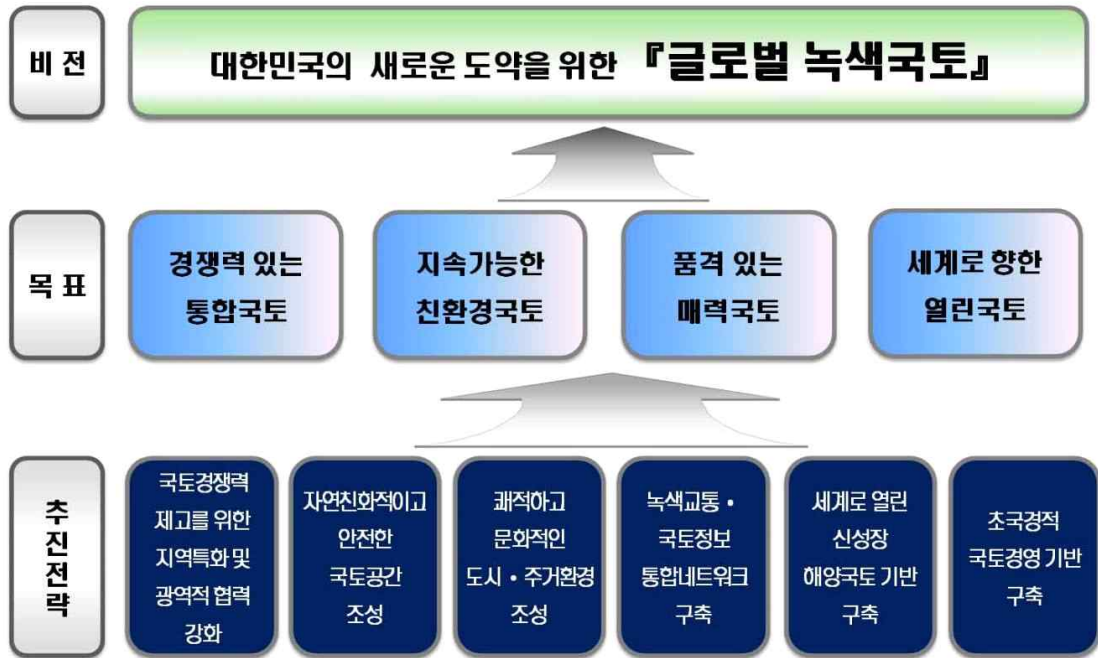 비 전
대한민국의 새로운 도약을 위한 『글로벌 녹색국토』
목 표
경쟁력 있는
통합국토
지속가능한
친환경국토
품격 있는
매력국토
세계로 향한
열린국토
추
진
전
략
국토경쟁력
제고를 위한
지역특화 및
광역적 협력
강화
자연친화적이고
안전한
국토공간
조성
쾌적하고
문화적인
도시・주거환경
조성
녹색교통・
국토정보
통합네트워크
구축
세계로 열린
신성장
해양국토 기반
구축
초국경적
국토경영 기반
구축